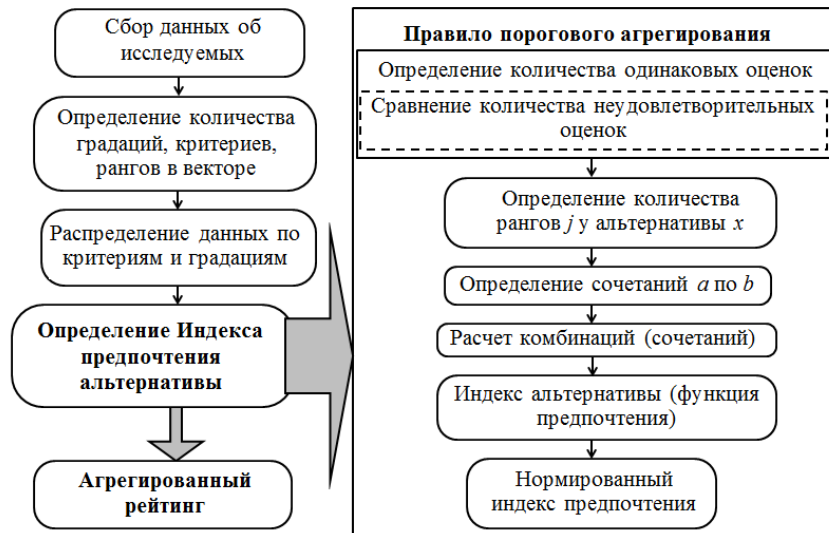 Сбор данных об
исследуемых
Определение количества
градаций, критериев,
рангов в векторе
Распределение данных по
критериям и градациям
Определение Индекса
предпочтения
альтернативы
Агрегированный
рейтинг
Правило порогового агрегирования
Определение количества одинаковых оценок
Сравнение количества неудовлетворительных
оценок
Определение количества
рангов j у альтернативы x
Определение сочетаний a по b
Расчет комбинаций (сочетаний)
Индекс альтернативы (функция
предпочтения)
Нормированный
индекс предпочтения